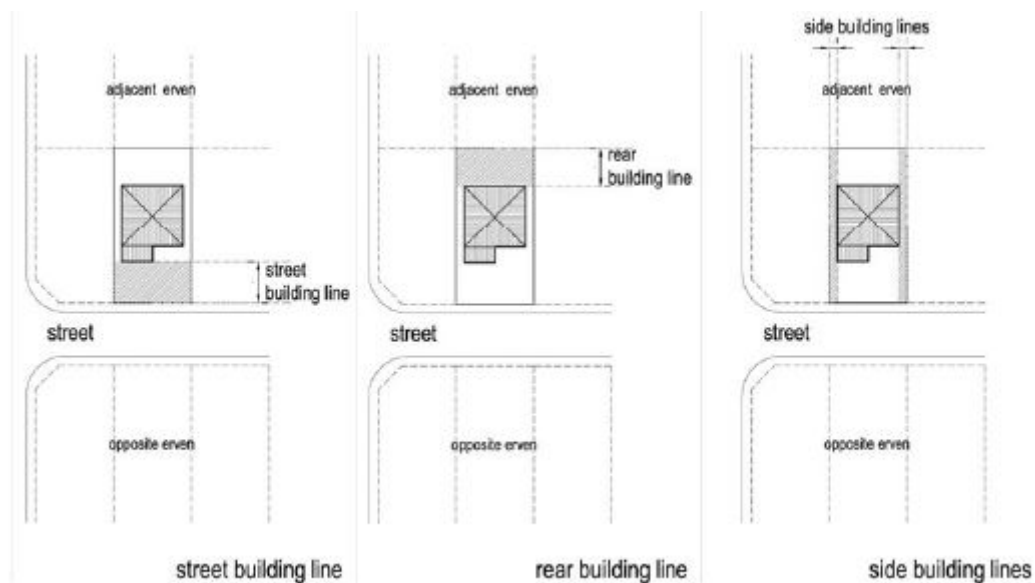 adjacent erven
street
building line
street
opposite erven
street building line
adjacent erven
rear
building line
street
opposite erven
rear building line
side building lines
adjacent erven
street
opposite erven
side building lines